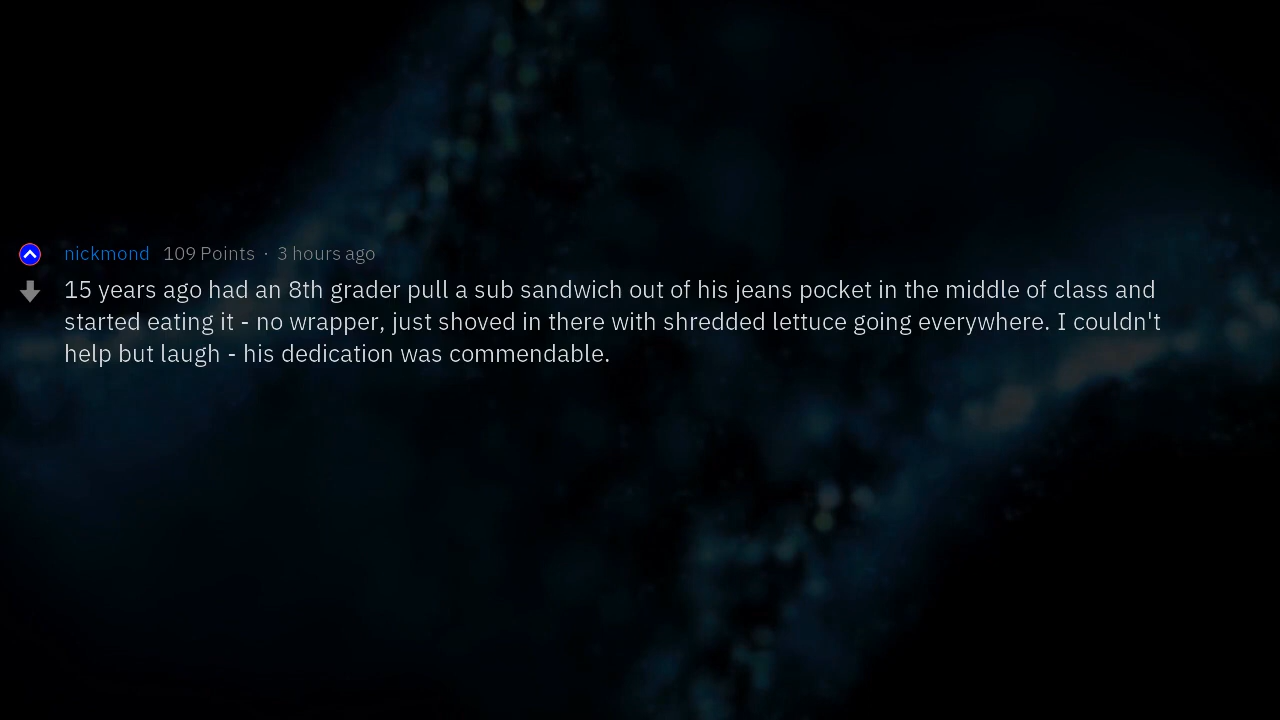 nickmond 109 Points · 3 hours ago
15 years ago had an 8th grader pull a sub sandwich out of his jeans pocket in the middle of class and
started eating it - no wrapper, just shoved in there with shredded lettuce going everywhere. I couldn't
help but laugh - his dedication was commendable.